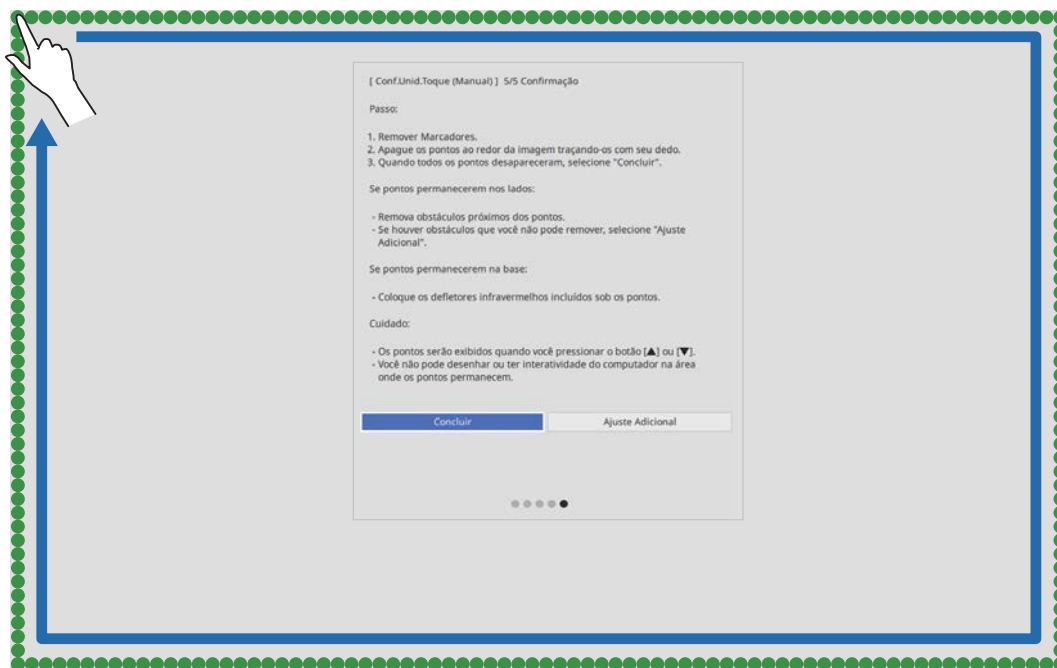 [ Conf.Unid.Toque (Manual) ] 5/5 Confirmação
Passo:
1. Remover Marcadores.
2. Apague os pontos ao redor da imagem traçando-os com seu dedo.
3. Quando todos os pontos desapareceram, selecione "Concluir".
Se pontos permanecerem nos lados:
- Remova obstáculos próximos dos pontos.
- Se houver obstáculos que você não pode remover, selecione "Ajuste
Adicional".
Se pontos permanecerem na base:
- Coloque os defletores infravermelhos incluídos sob os pontos.
Cuidado:
- Os pontos serão exibidos quando você pressionar o botão [▲] ou [▼].
- Você não pode desenhar ou ter interatividade do computador na área
onde os pontos permanecem.
Concluir
Ajuste Adicional